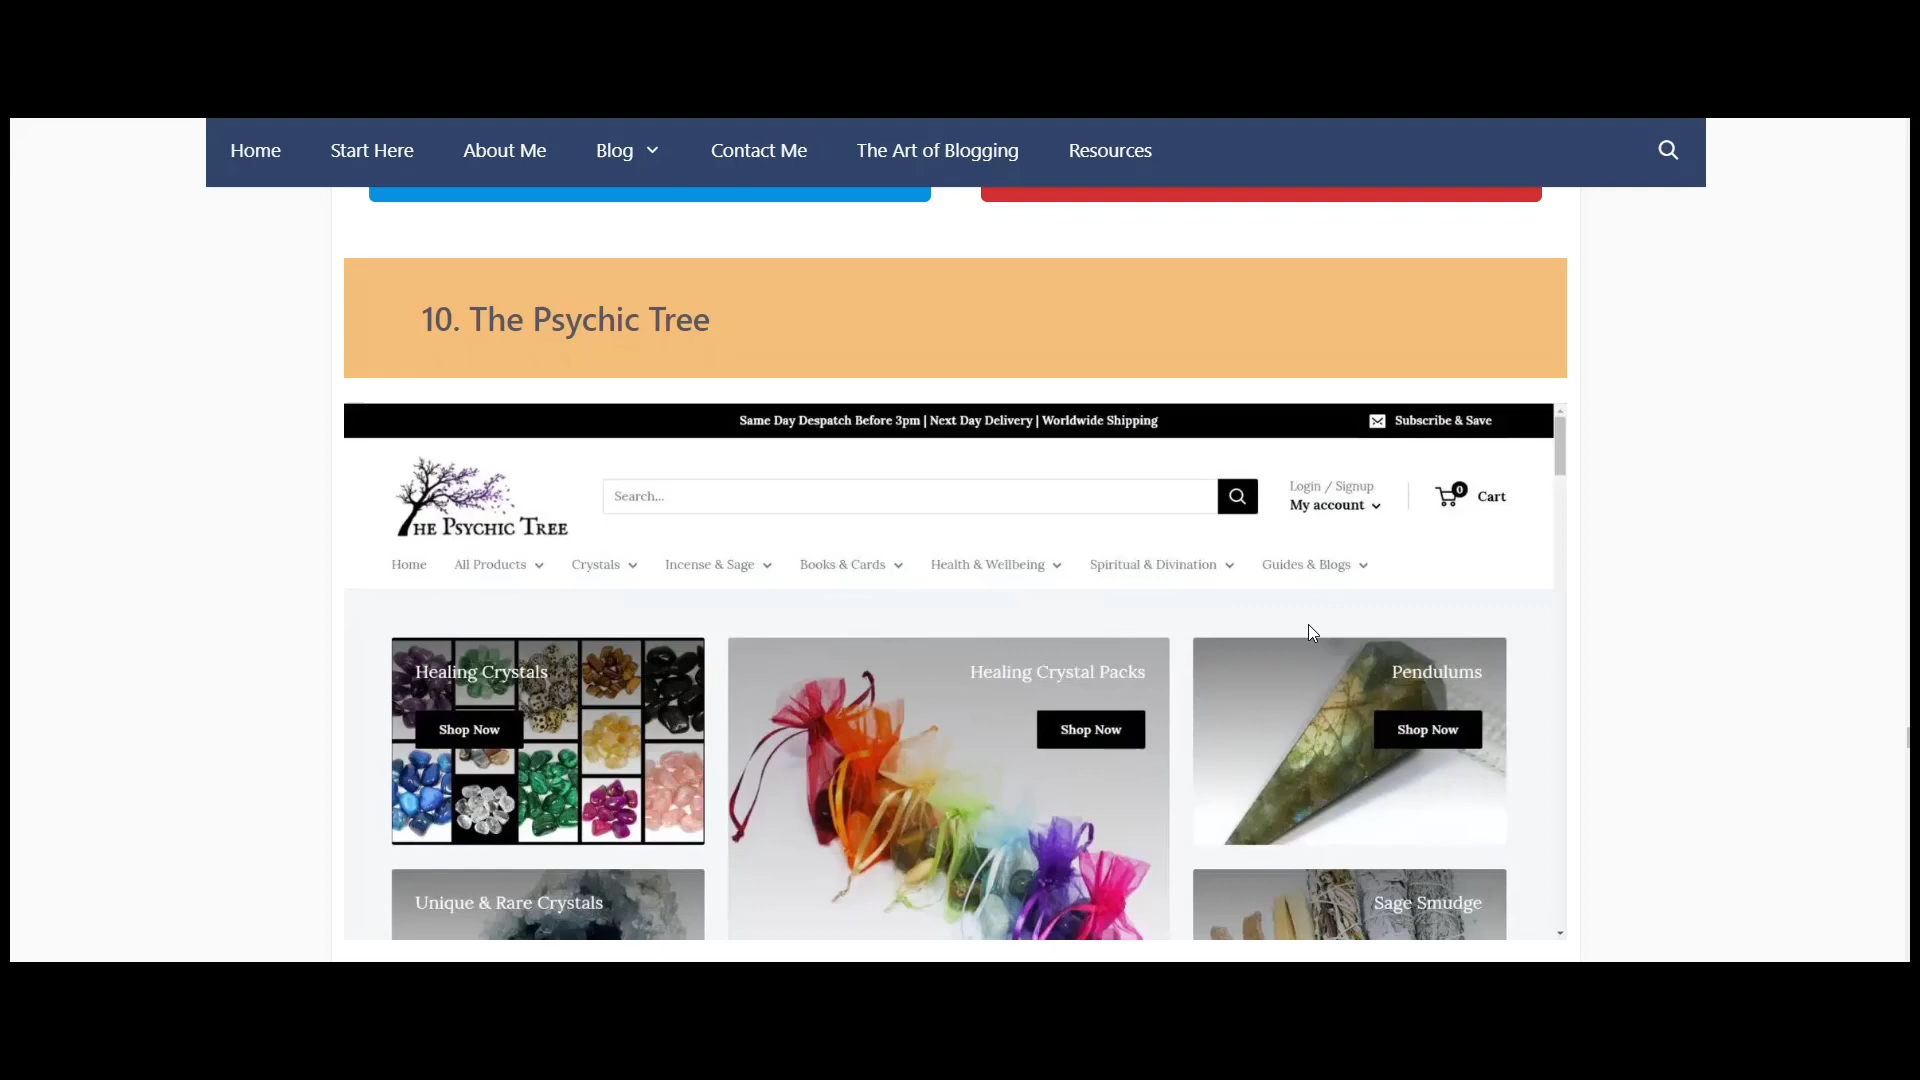 Home Start Here About Me Blog Contact Me The Art of Blogging Resources
10. The Psychic Tree
Same Day Despatch Before 3pm | Next Day Delivery | Worldwide Shipping Subscribe & Save
THE PSYCHIC TREE
Search...
Login / Signup
My account
0 Cart
Home All Products Crystals Incense & Sage Books & Cards Health & Wellbeing Spiritual & Divination Guides & Blogs
Healing Crystals
Shop Now
Healing Crystal Packs
Shop Now
Pendulums
Shop Now
Unique & Rare Crystals
Sage Smudge